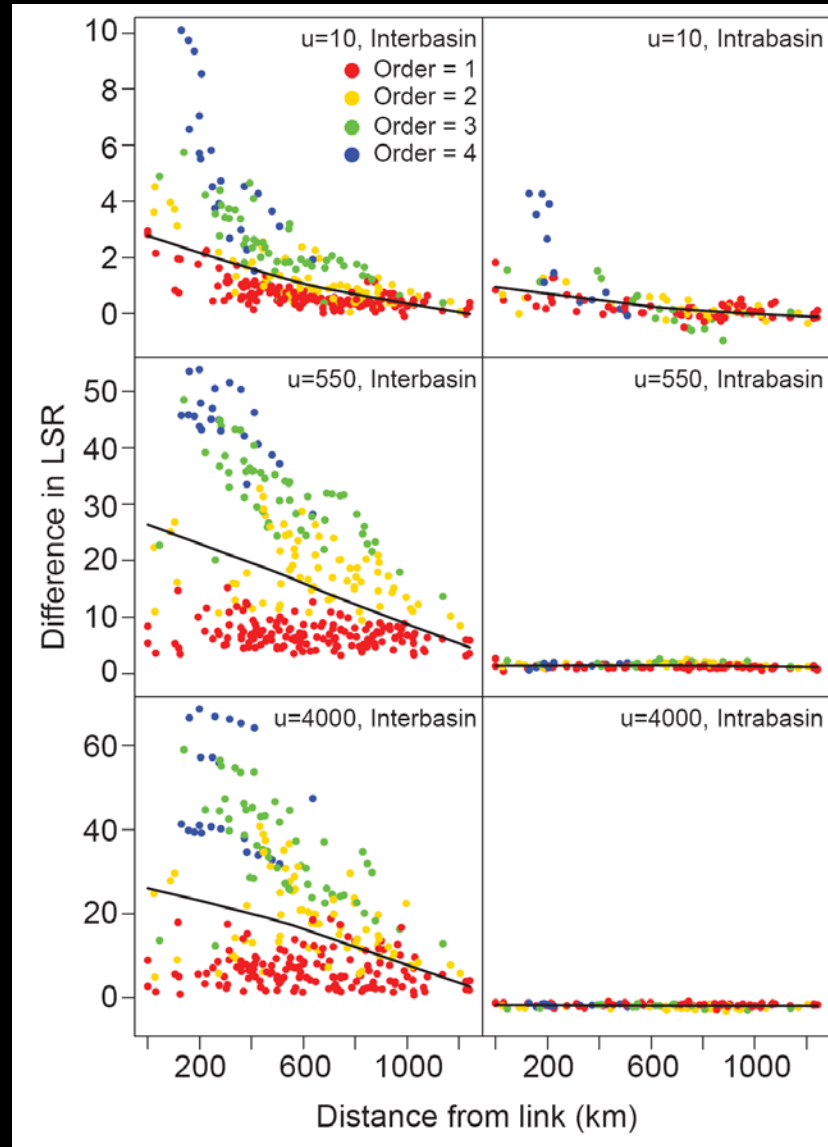 u=10, Interbasin
Order = 1
Order = 2
Order = 3
Order = 4
u=10, Intrabasin
10
8
6
4
2
0
u=550, Interbasin
u=550, Intrabasin
50
40
30
20
10
0
u=4000, Interbasin
u=4000, Intrabasin
60
40
20
0
Difference in LSR
200 600 1000
200 600 1000
Distance from link (km)